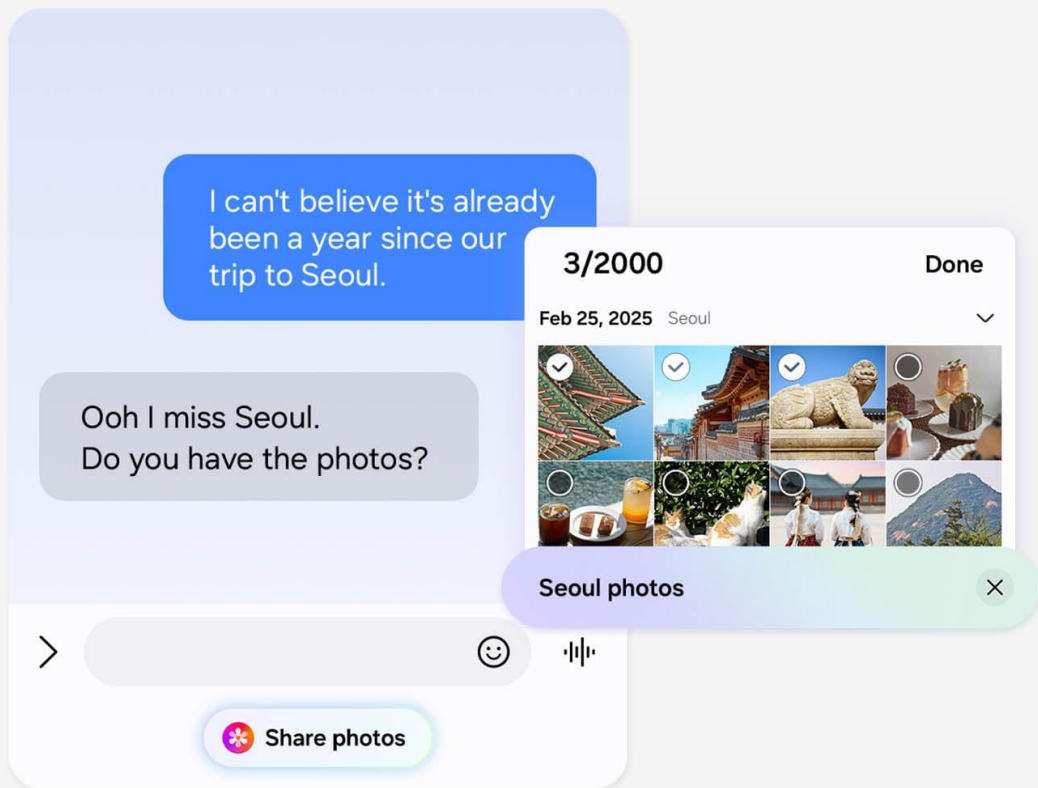 I can't believe it's already
been a year since our
trip to Seoul.
Ooh I miss Seoul.
Do you have the photos?
3/2000
Done
Feb 25, 2025 Seoul
Seoul photos
Share photos